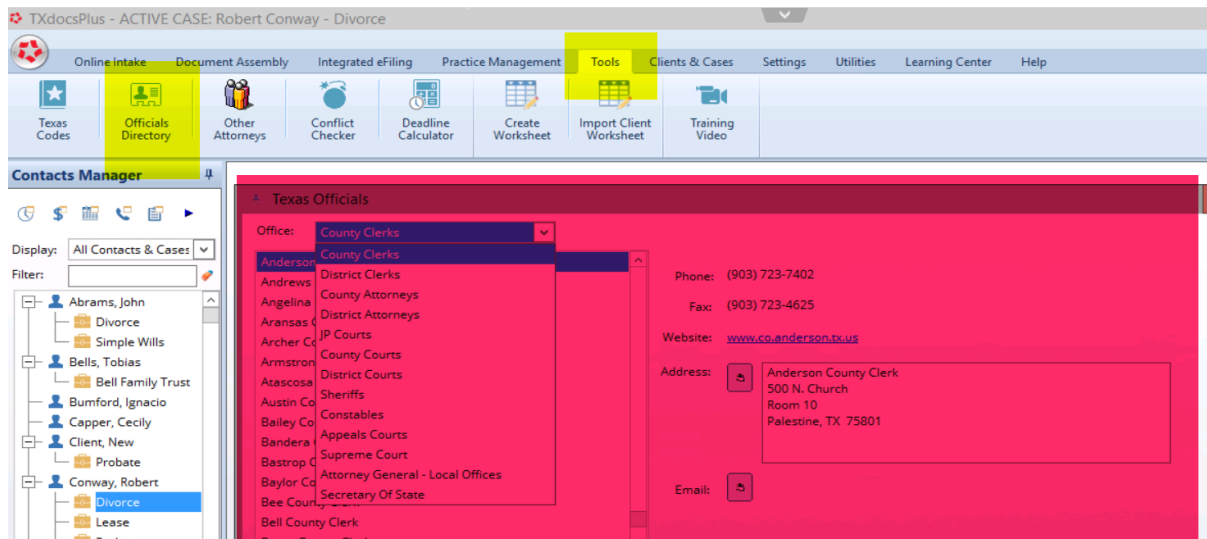 TXdocsPlus - ACTIVE CASE: Robert Conway - Divorce
Online Intake Document Assembly Integrated eFiling Practice Management Tools Clients & Cases Settings Utilities Learning Center Help
Texas Codes
Officials Directory
Other Attorneys
Conflict Checker
Deadline Calculator
Create Worksheet
Import Client Worksheet
Training Video
Contacts Manager
Display: All Contacts & Cases
Filter:
Abrams, John
Divorce
Simple Wills
Bells, Tobias
Bell Family Trust
Bumford, Ignacio
Capper, Cecily
Client, New
Probate
Conway, Robert
Divorce
Lease
Texas Officials
Office: County Clerks
County Clerks
District Clerks
County Attorneys
District Attorneys
JP Courts
County Courts
District Courts
Sheriffs
Constables
Appeals Courts
Supreme Court
Attorney General - Local Offices
Secretary Of State
Anderson
Andrews
Angelina
Aransas
Archer Co
Armstron
Atascosa
Austin Co
Bailey Co
Bandera
Bastrop
Baylor Co
Bee Coun
Bell County Clerk
Phone: (903) 723-7402
Fax: (903) 723-4625
Website: www.co.anderson.tx.us
Address: Anderson County Clerk
500 N. Church
Room 10
Palestine, TX 75801
Email: